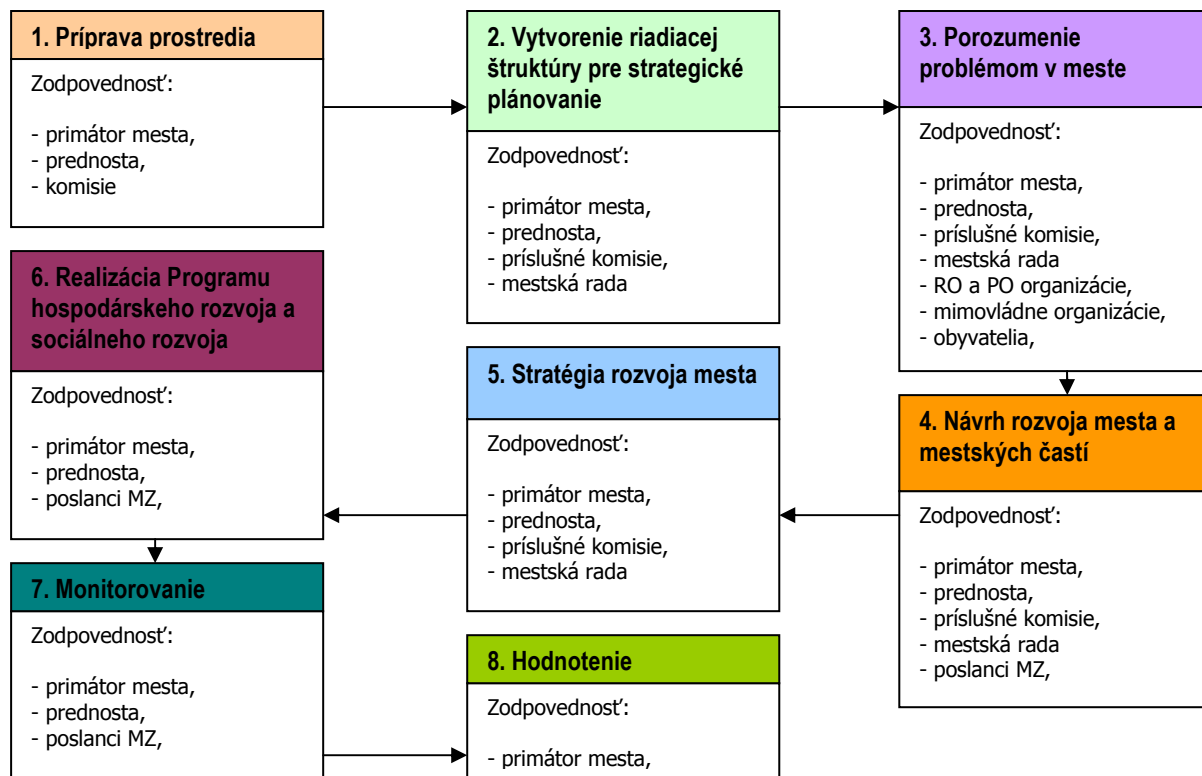 1. Príprava prostredia
Zodpovednosť:
- primátor mesta,
- prednosta,
- komisie
2. Vytvorenie riadiacej
štruktúry pre strategické
plánovanie
Zodpovednosť:
- primátor mesta,
- prednosta,
- príslušné komisie,
- mestská rada
3. Porozumenie
problémom v meste
Zodpovednosť:
- primátor mesta,
- prednosta,
- príslušné komisie,
- mestská rada
- RO a PO organizácie,
- mimovládne organizácie,
- obyvatelia,
4. Návrh rozvoja mesta a
mestských častí
Zodpovednosť:
- primátor mesta,
- prednosta,
- príslušné komisie,
- mestská rada
- poslanci MZ,
5. Stratégia rozvoja mesta
Zodpovednosť:
- primátor mesta,
- prednosta,
- príslušné komisie,
- mestská rada
6. Realizácia Programu
hospodárskeho rozvoja a
sociálneho rozvoja
Zodpovednosť:
- primátor mesta,
- prednosta,
- poslanci MZ,
7. Monitorovanie
Zodpovednosť:
- primátor mesta,
- prednosta,
- poslanci MZ,
8. Hodnotenie
Zodpovednosť:
- primátor mesta,